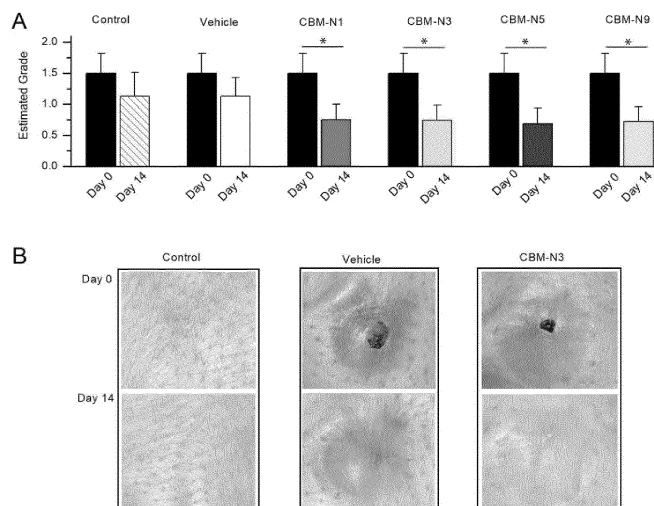 A
Control Vehicle CBM-N1 CBM-N3 CBM-N5 CBM-N9
* * * *
Estimated Grade
2.0
1.5
1.0
0.5
0.0
Day 0 Day 14 Day 0 Day 14 Day 0 Day 14 Day 0 Day 14 Day 0 Day 14 Day 0 Day 14
B
Control Vehicle CBM-N3
Day 0
Day 14